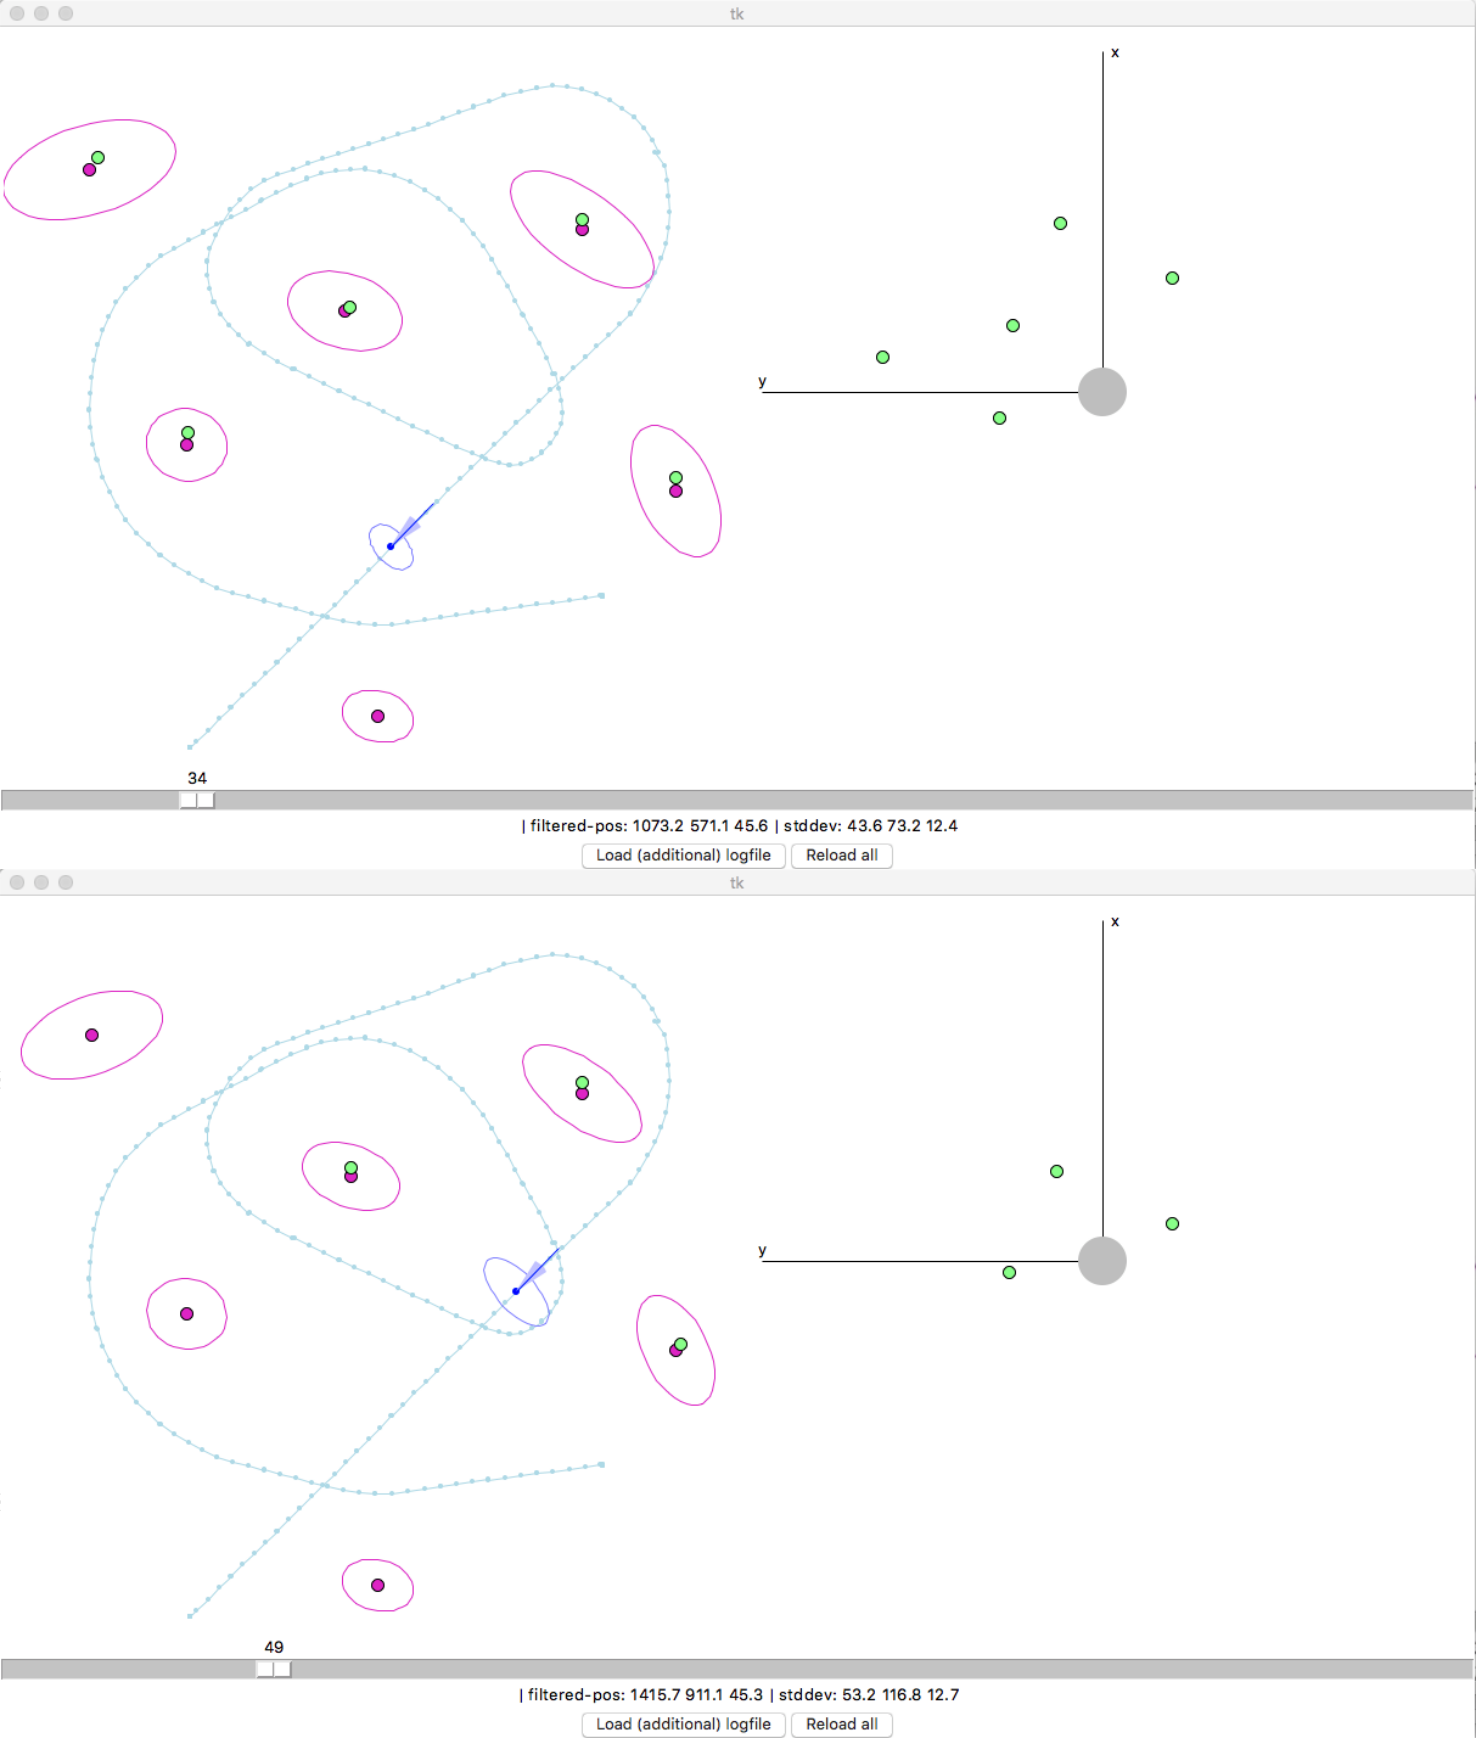 tk
x
y
34
| filtered-pos: 1073.2 571.1 45.6 | stddev: 43.6 73.2 12.4
Load (additional) logfile Reload all
tk
x
y
49
| filtered-pos: 1415.7 911.1 45.3 | stddev: 53.2 116.8 12.7
Load (additional) logfile Reload all